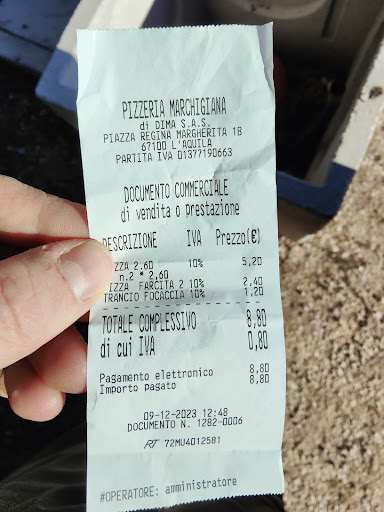 PIZZERIA MARCHIGIANA
di DIMA S.A.S.
PIAZZA REGINA MARGHERITA 1B
67100 L'AQUILA
PARTITA IVA 01377190663
DOCUMENTO COMMERCIALE
di vendita o prestazione
DESCRIZIONE IVA Prezzo(€)
ZZA 2,60 10% 5,20
n.2 * 2,60
IZZA FARCITA 2 10% 2,40
TRANCIO FOCACCIA 10% 1,20
TOTALE COMPLESSIVO 8,80
di cui IVA 0,80
Pagamento elettronico 8,80
Importo pagato 8,80
09-12-2023 12:48
DOCUMENTO N. 1282-0006
RT 72MU4012581
#OPERATORE: amministratore